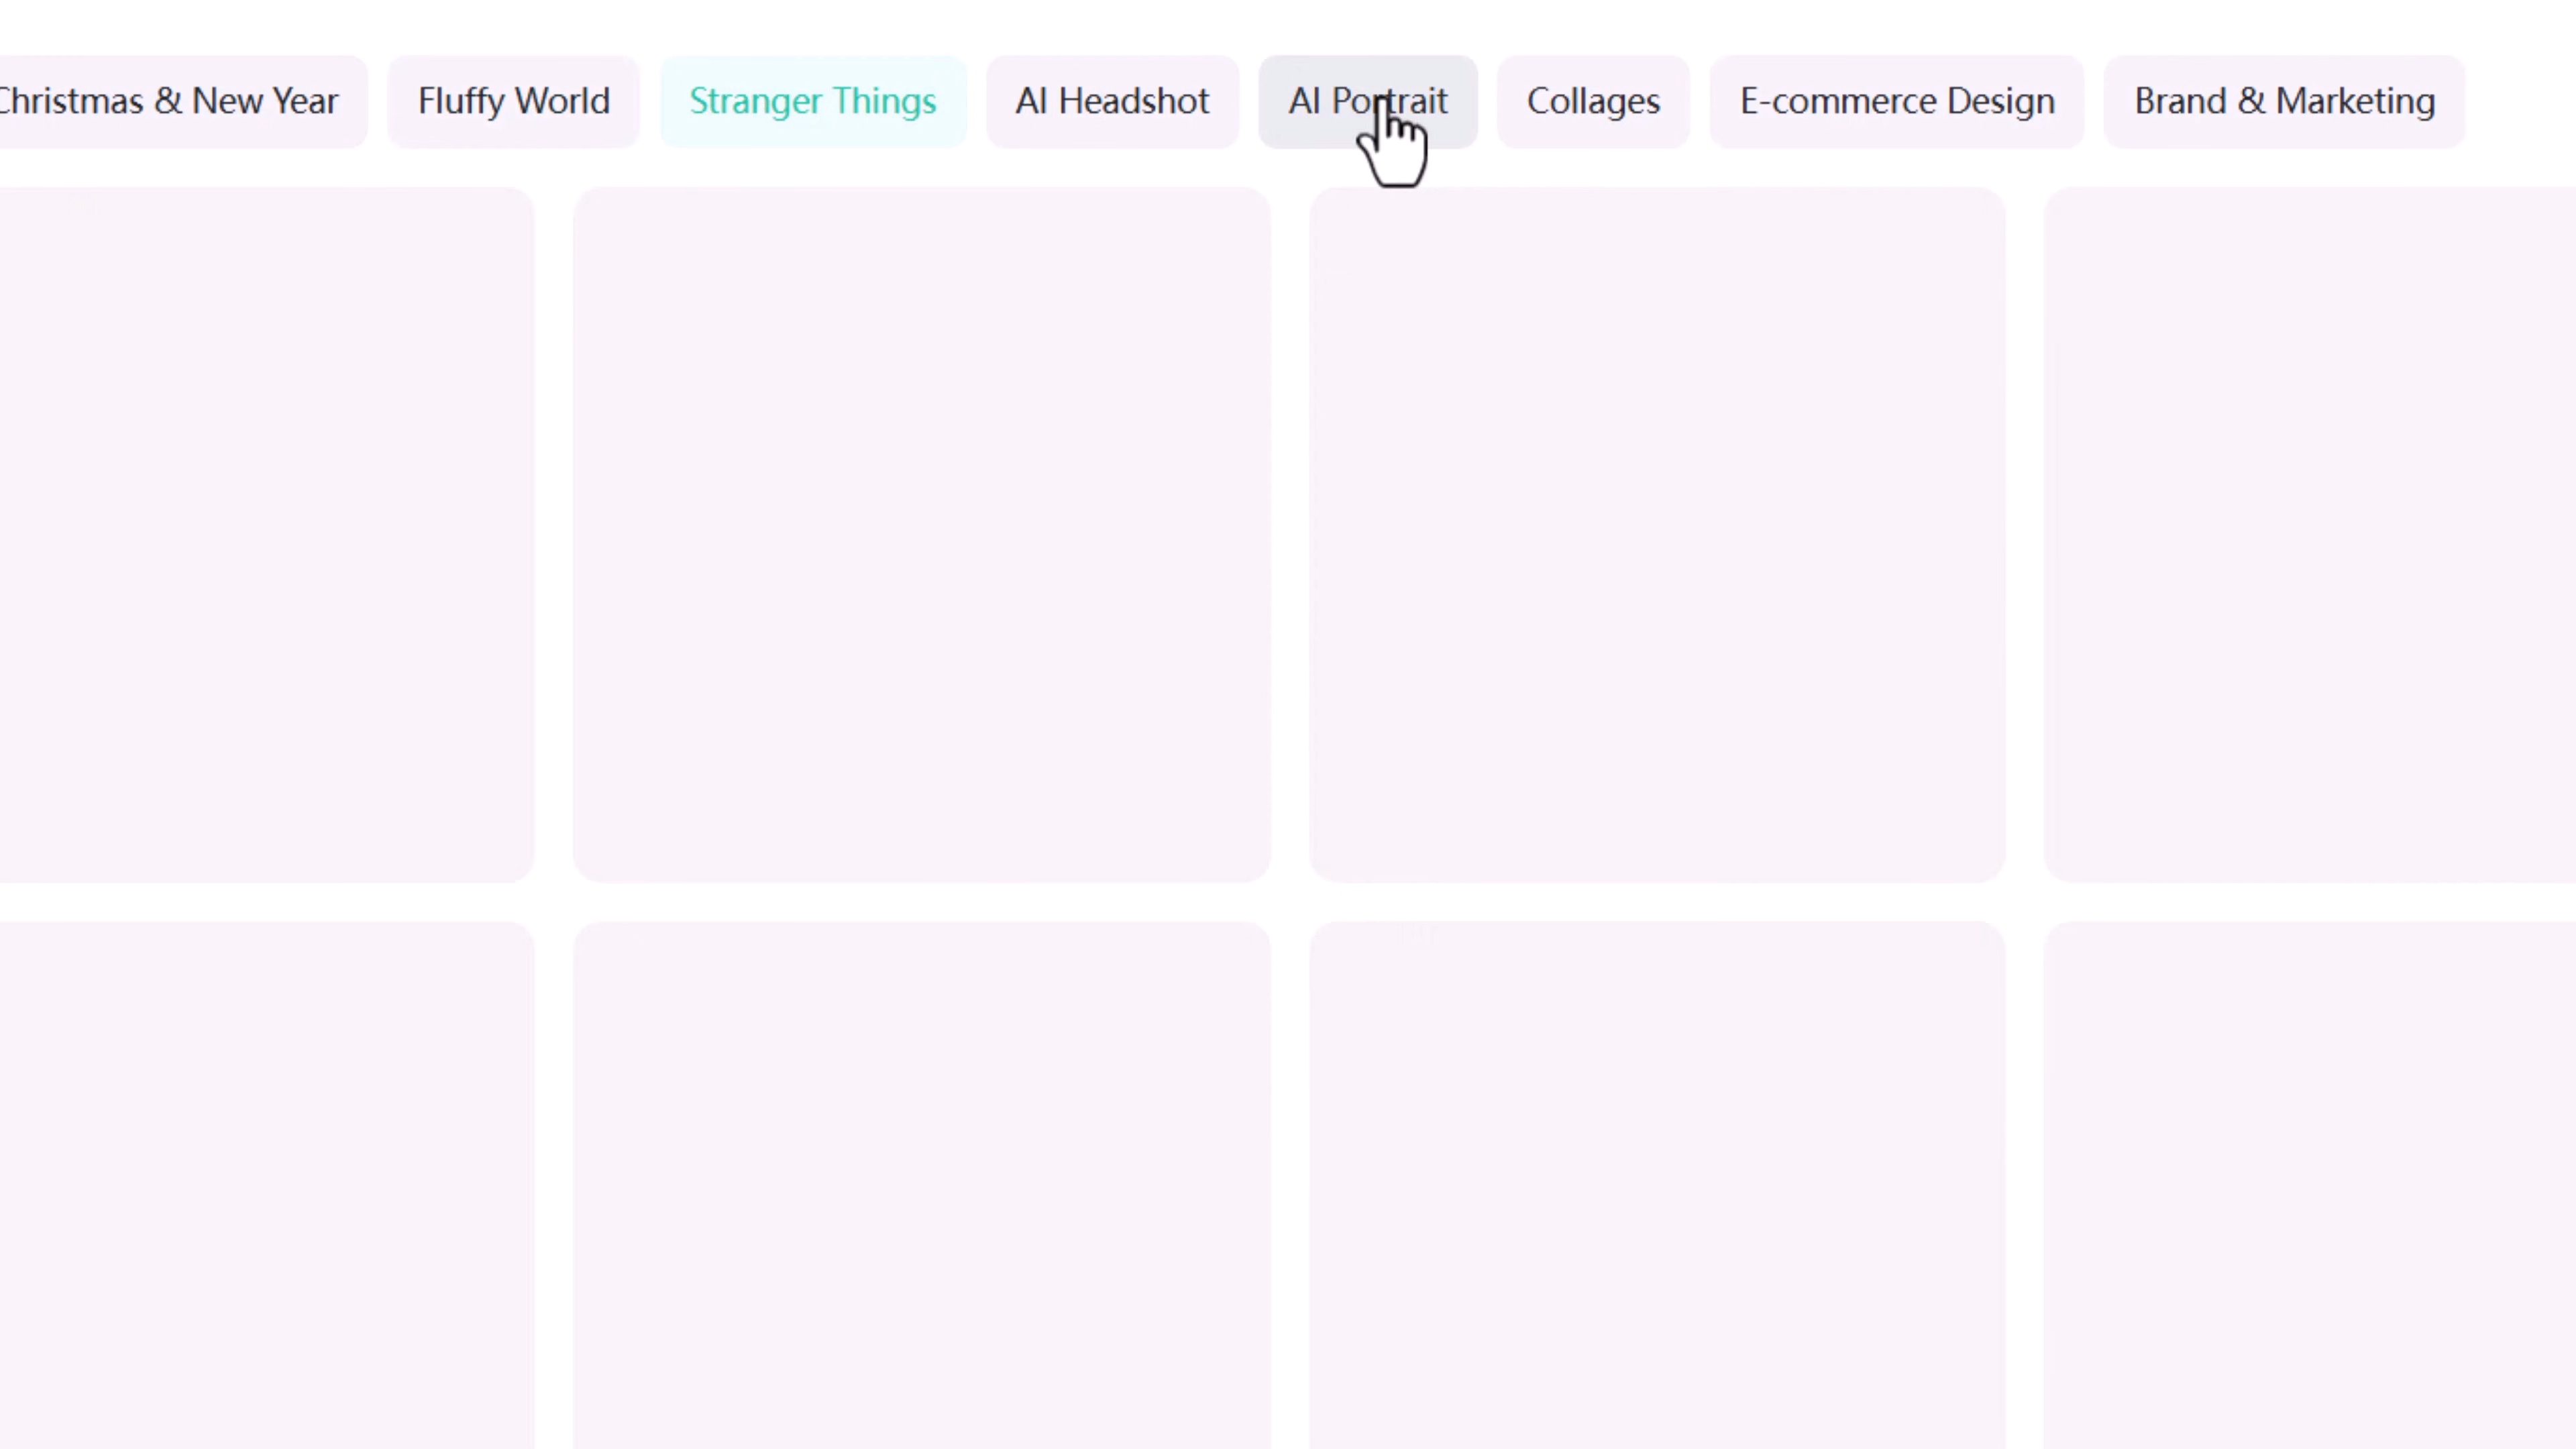 Christmas & New Year Fluffy World Stranger Things AI Headshot AI Portrait Collages E-commerce Design Brand & Marketing